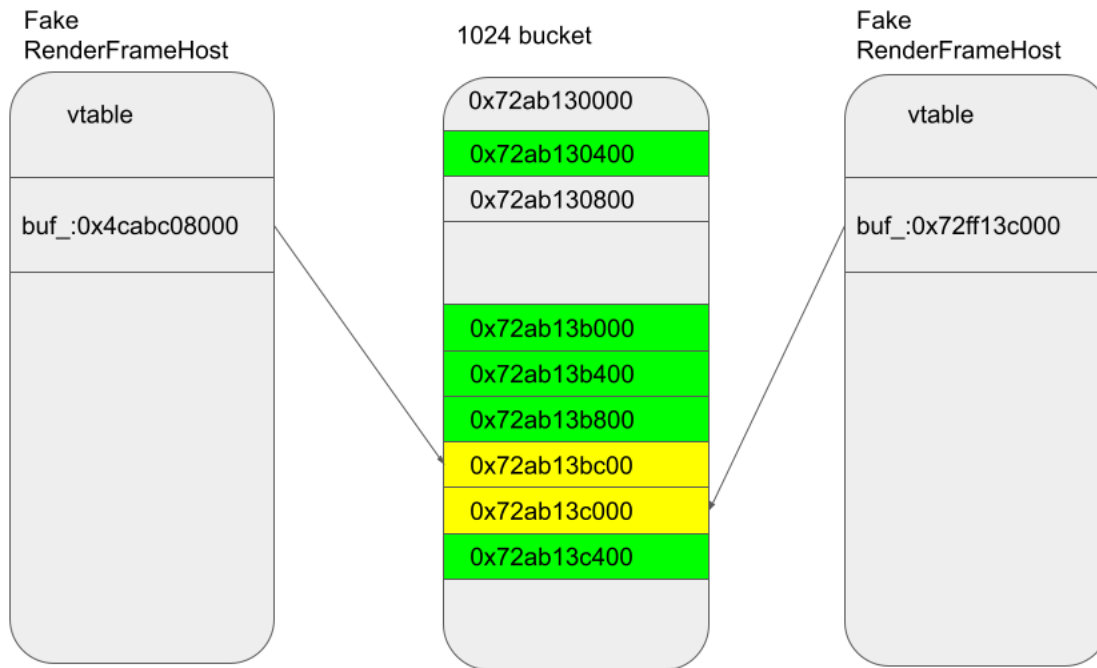 Fake
RenderFrameHost
vtable
buf_:0x4cabc08000
1024 bucket
0x72ab130000
0x72ab130400
0x72ab130800
0x72ab13b000
0x72ab13b400
0x72ab13b800
0x72ab13bc00
0x72ab13c000
0x72ab13c400
Fake
RenderFrameHost
vtable
buf_:0x72ff13c000